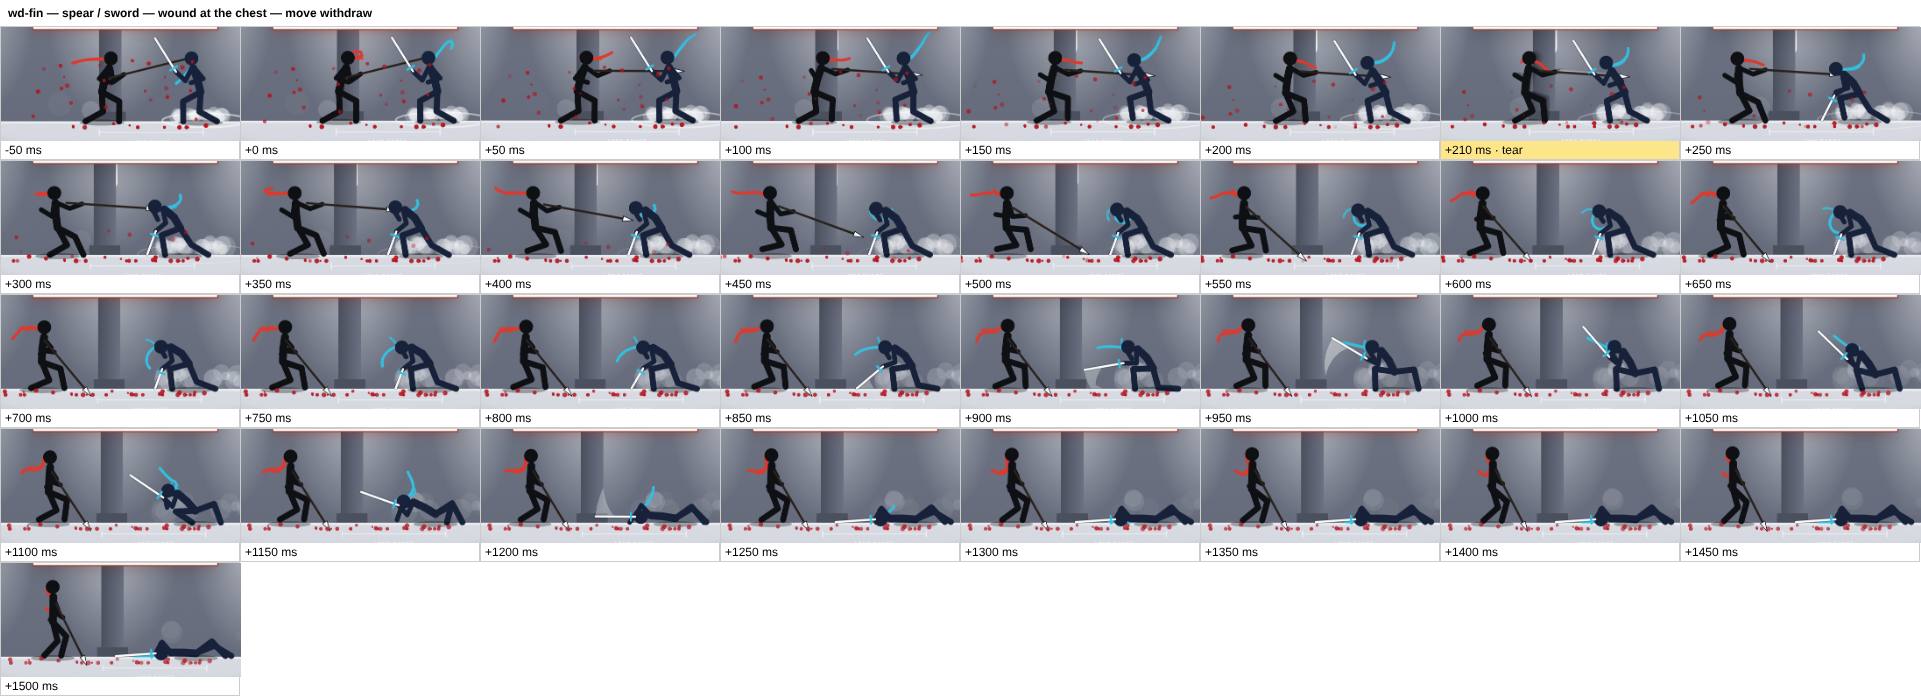 wd-fin — spear / sword — wound at the chest — move withdraw
-50 ms
+0 ms
+50 ms
+100 ms
+150 ms
+200 ms
+210 ms · tear
+250 ms
+300 ms
+350 ms
+400 ms
+450 ms
+500 ms
+550 ms
+600 ms
+650 ms
+700 ms
+750 ms
+800 ms
+850 ms
+900 ms
+950 ms
+1000 ms
+1050 ms
+1100 ms
+1150 ms
+1200 ms
+1250 ms
+1300 ms
+1350 ms
+1400 ms
+1450 ms
+1500 ms